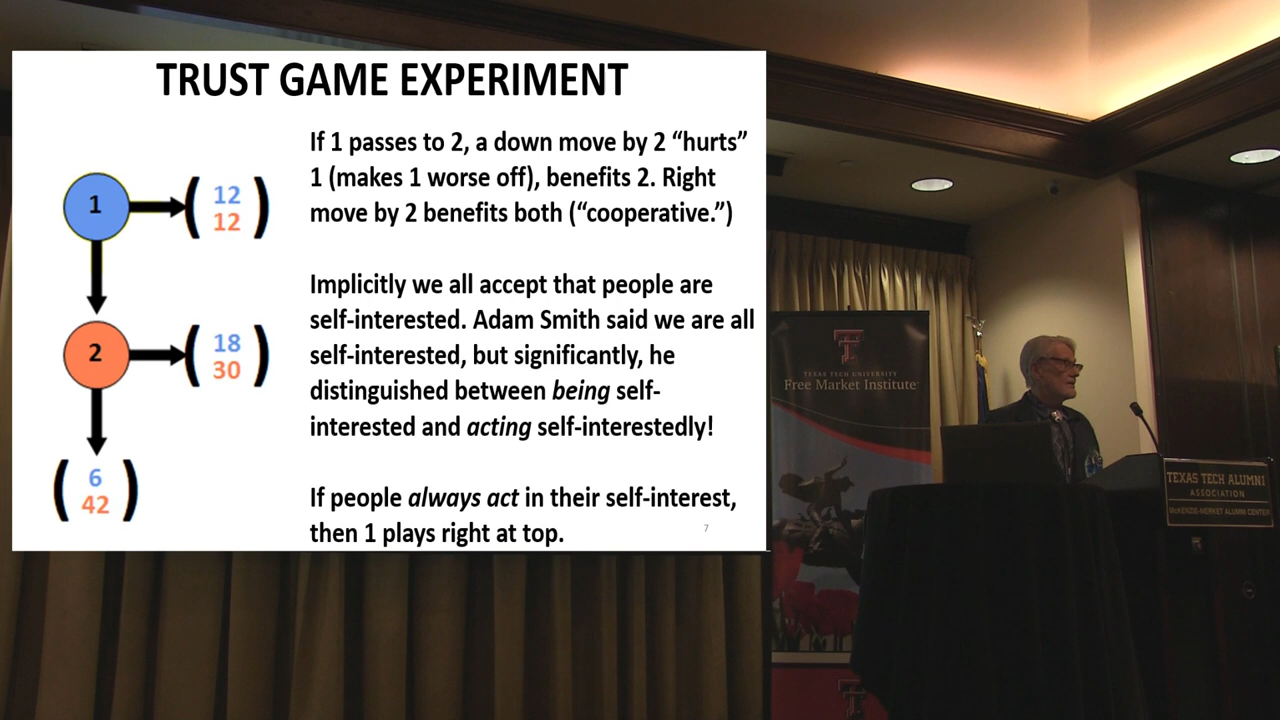 TRUST GAME EXPERIMENT
1
12
12
2
18
30
6
42
If 1 passes to 2, a down move by 2 “hurts”
1 (makes 1 worse off), benefits 2. Right
move by 2 benefits both (“cooperative.”)
Implicitly we all accept that people are
self-interested. Adam Smith said we are all
self-interested, but significantly, he
distinguished between being self-
interested and acting self-interestedly!
If people always act in their self-interest,
then 1 plays right at top.
7
TEXAS TECH UNIVERSITY
Free Market Institute
TEXAS TECH ALUMNI
ASSOCIATION
McKENZIE-MERKET ALUMNI CENTER